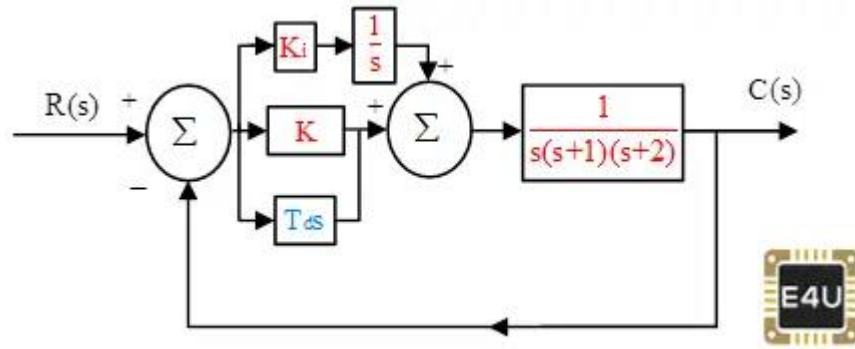 Ki
1
s
R(s)
+
−
Σ
K
Tds
+
+
Σ
1
s(s+1)(s+2)
C(s)
E4U